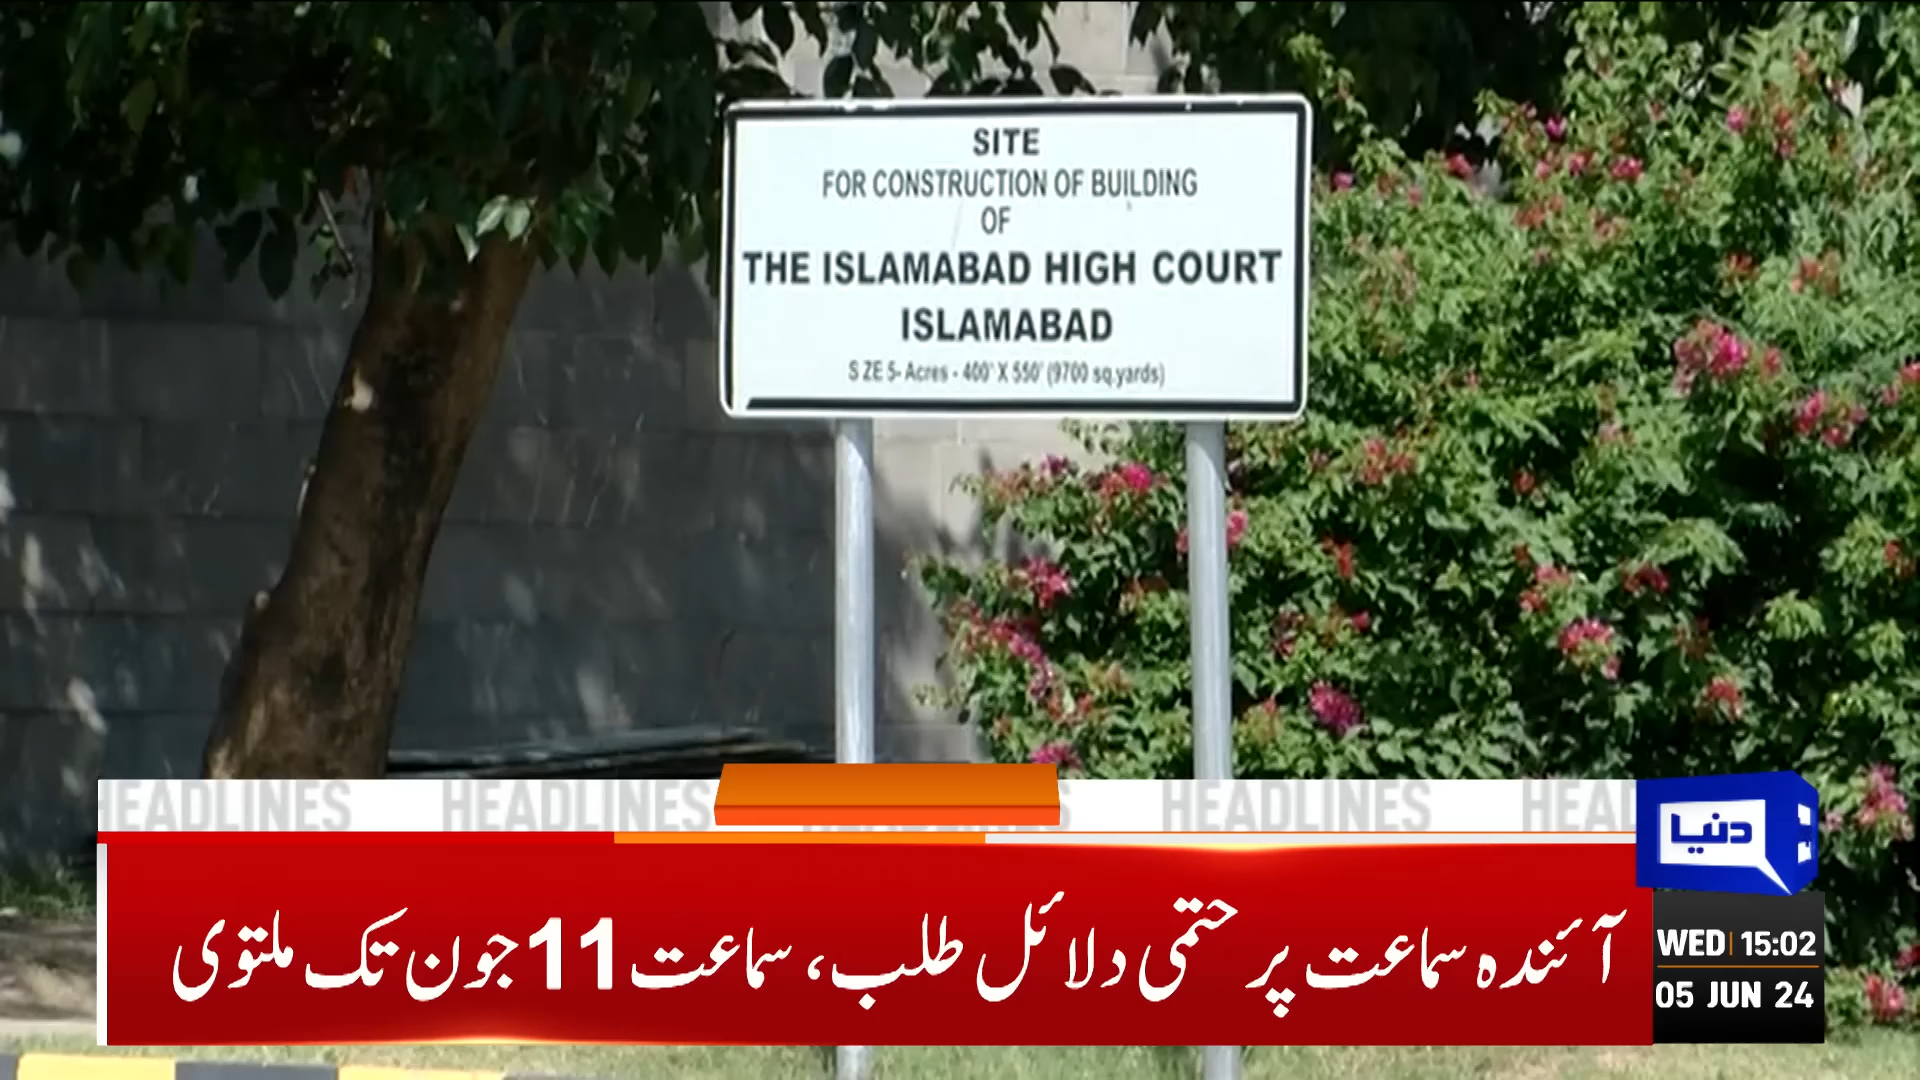 SITE
FOR CONSTRUCTION OF BUILDING
OF
THE ISLAMABAD HIGH COURT
ISLAMABAD
S ZE 5- Acres - 400' X 550' (9700 sq.yards)
HEADLINES HEADLINES HEADLINES HEADLINES HEAD
دنیا
آئندہ سماعت پر حتمی دلائل طلب، سماعت 11 جون تک ملتوی
WED 15:02
05 JUN 24